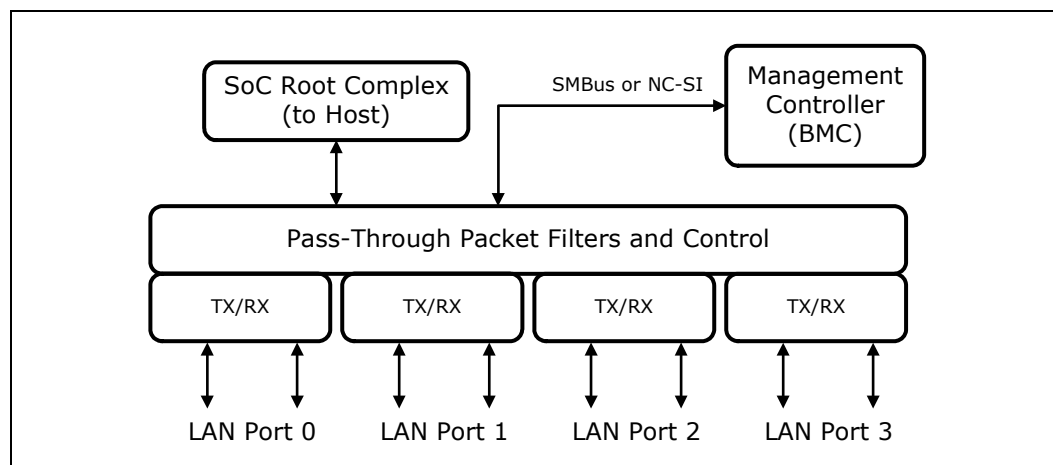 SoC Root Complex
(to Host)
SMBus or NC-SI
Management
Controller
(BMC)
Pass-Through Packet Filters and Control
TX/RX
TX/RX
TX/RX
TX/RX
LAN Port 0
LAN Port 1
LAN Port 2
LAN Port 3